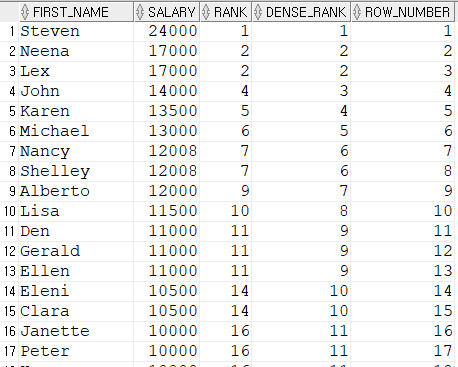 FIRST_NAME SALARY RANK DENSE_RANK ROW_NUMBER
1 Steven 24000 1 1 1
2 Neena 17000 2 2 2
3 Lex 17000 2 2 3
4 John 14000 4 3 4
5 Karen 13500 5 4 5
6 Michael 13000 6 5 6
7 Nancy 12008 7 6 7
8 Shelley 12008 7 6 8
9 Alberto 12000 9 7 9
10 Lisa 11500 10 8 10
11 Den 11000 11 9 11
12 Gerald 11000 11 9 12
13 Ellen 11000 11 9 13
14 Eleni 10500 14 10 14
15 Clara 10500 14 10 15
16 Janette 10000 16 11 16
17 Peter 10000 16 11 17